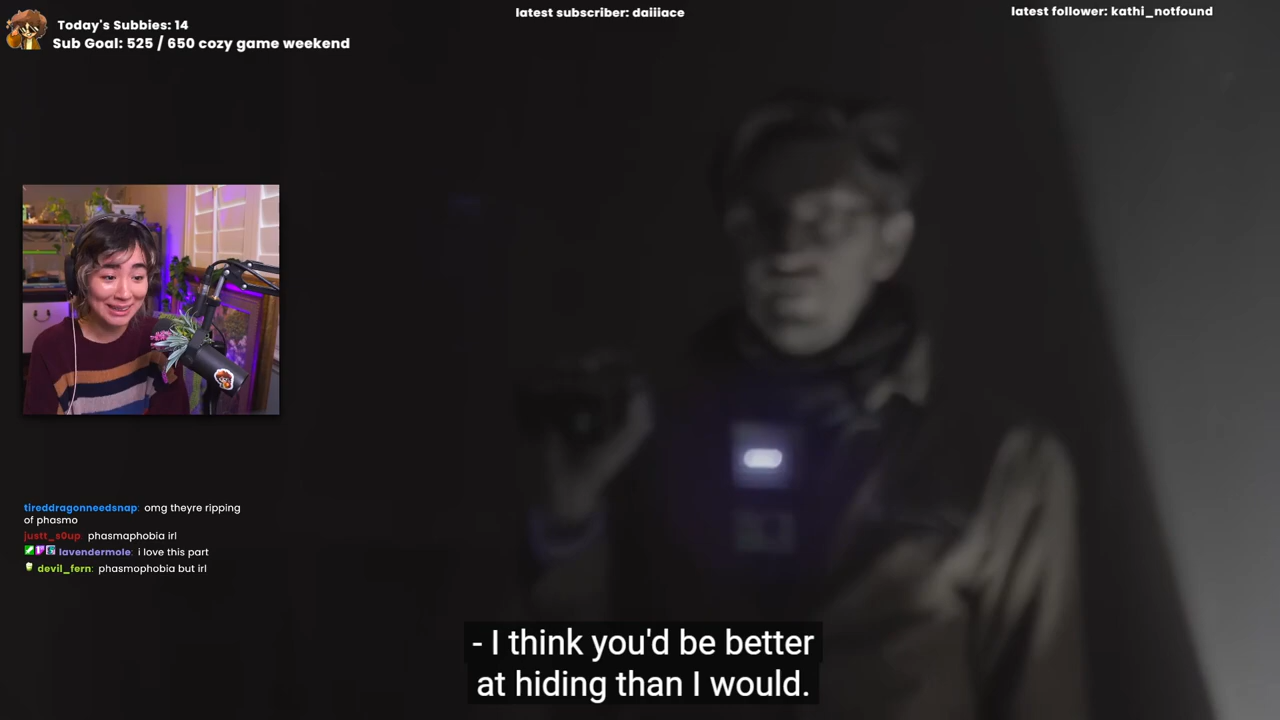 Today's Subbies: 14
Sub Goal: 525 / 650 cozy game weekend
latest subscriber: daiiiace
latest follower: kathi_notfound
tireddragonneedsnap: omg theyre ripping
of phasmo
justt_s0up phasmaphobia irl
lavendermole: i love this part
devil_fern: phasmophobia but irl
- I think you'd be better
at hiding than I would.